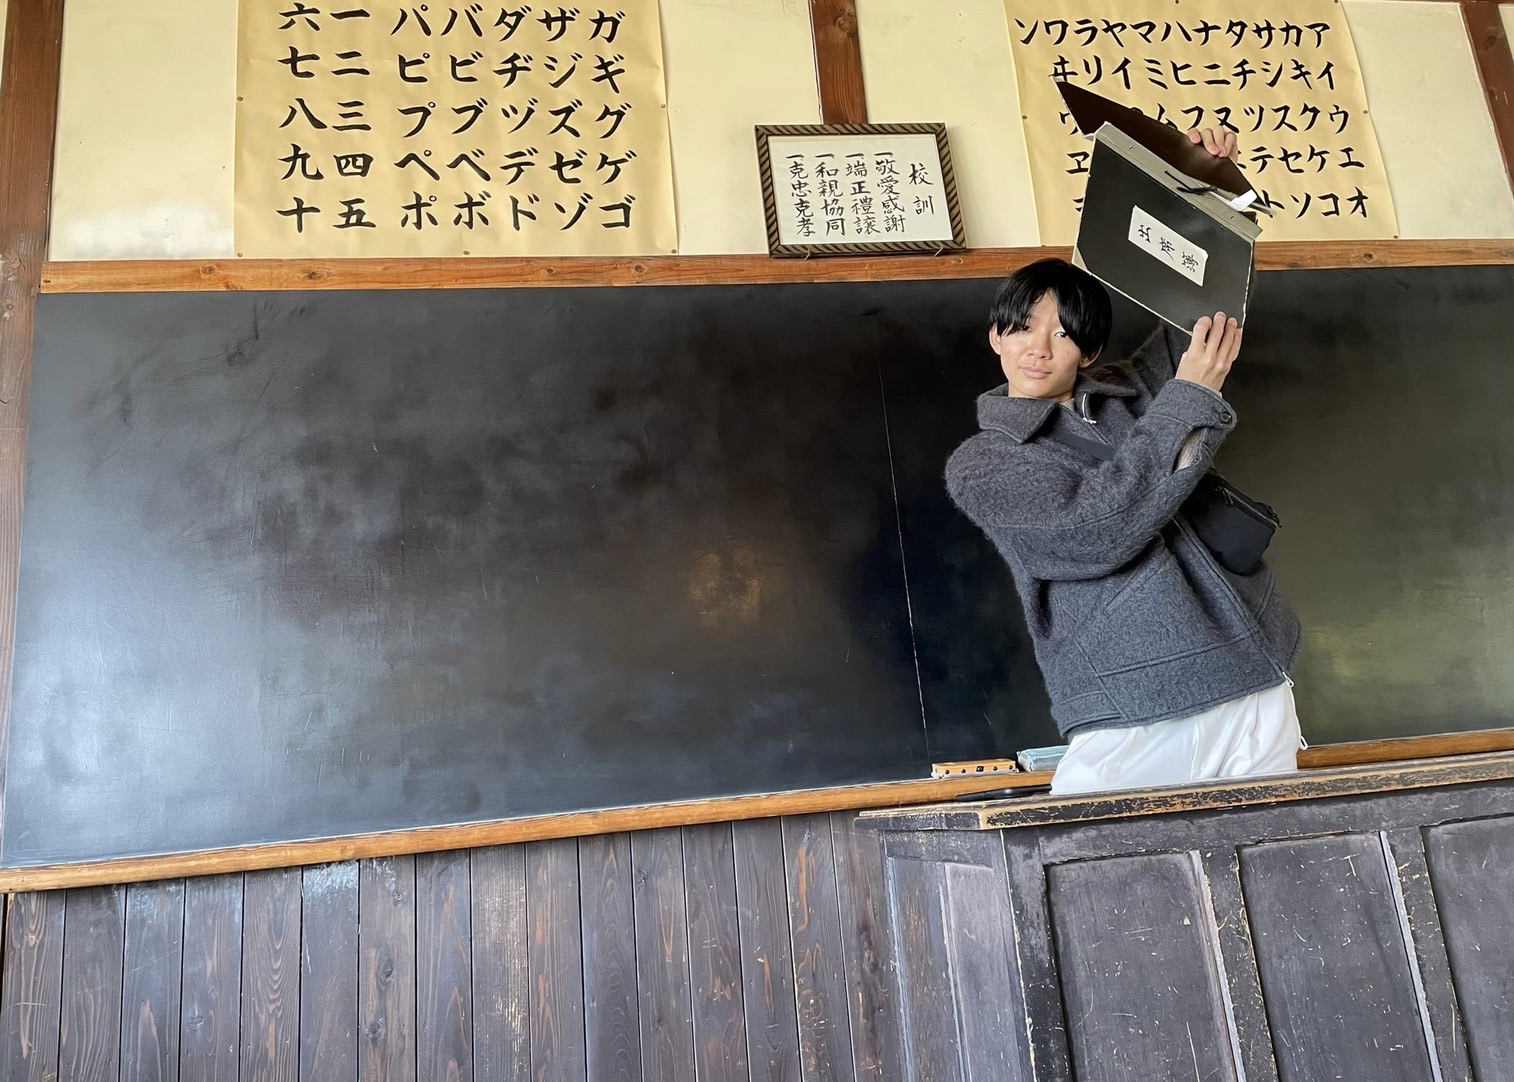 ガギグゲゴ
ザジズゼゾ
ダヂヅデド
バビブベボ
パピプペポ
一二三四五
六七八九十
校訓
一敬愛感謝
一端正禮讓
一和親協同
一克忠克孝
アイウエオ
カキクケコ
サシスセソ
タチツテト
ナニヌ
ハヒフ
マミム
ヤイ
ラリ
ワヰ
ン
出席簿